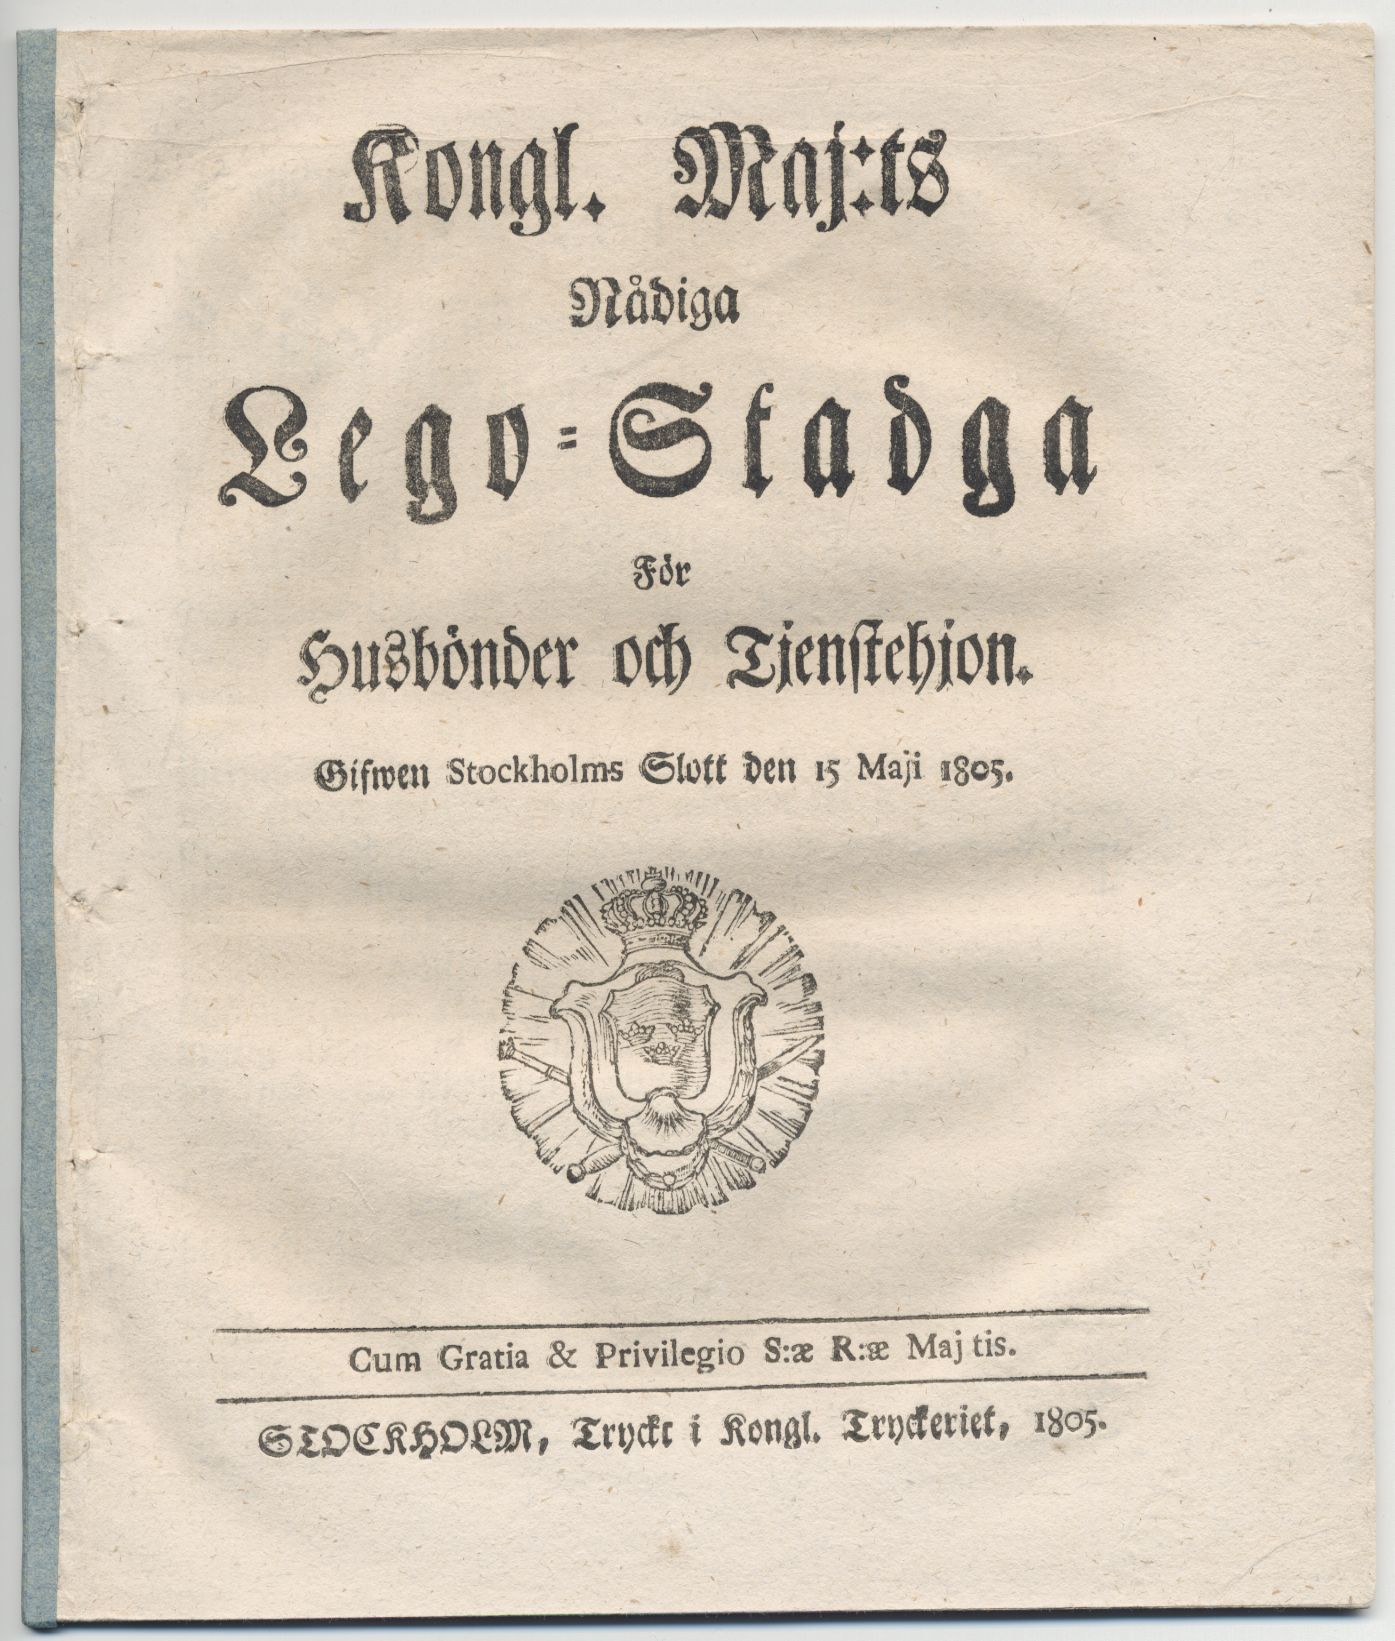 Kongl. Maj:ts
Nådiga
Lego-Stadga
För
Husbönder och Tjenstehjon.
Gifwen Stockholms Slott den 15 Maji 1805.
Cum Gratia & Privilegio S:æ R:æ Maj tis.
STOCKHOLM, Tryckt i Kongl. Tryckeriet, 1805.